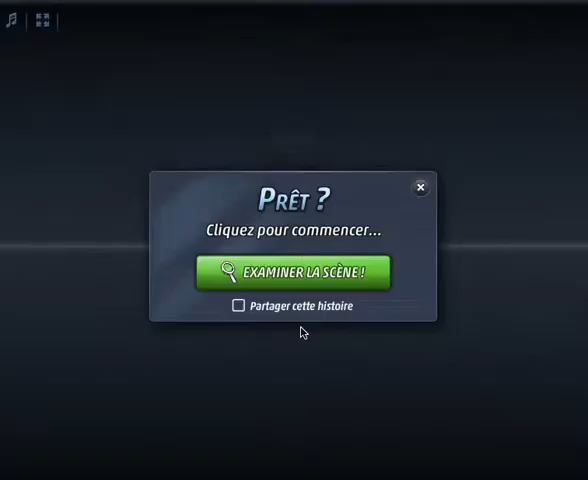 PRÊT ?
Cliquez pour commencer...
EXAMINER LA SCÈNE !
Partager cette histoire